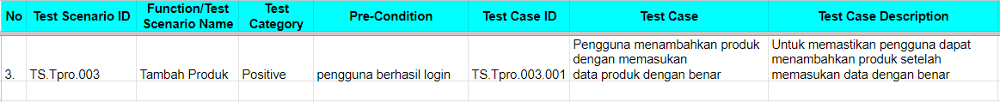 No Test Scenario ID Function/Test Scenario Name Test Category Pre-Condition Test Case ID Test Case Test Case Description
3. TS.Tpro.003 Tambah Produk Positive pengguna berhasil login TS.Tpro.003.001
Pengguna menambahkan produk
dengan memasukan
data produk dengan benar
Untuk memastikan pengguna dapat
menambahkan produk setelah
memasukan data dengan benar